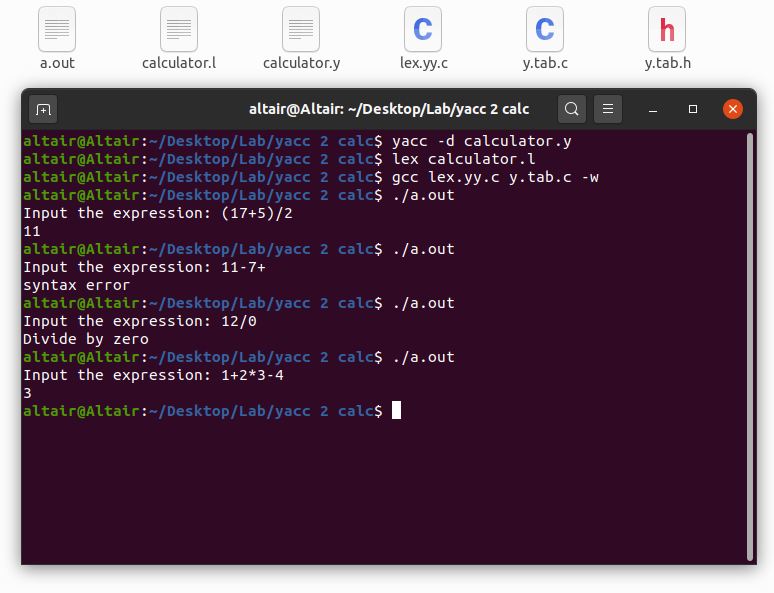 a.out calculator.l calculator.y lex.yy.c y.tab.c y.tab.h
altair@Altair: ~/Desktop/Lab/yacc 2 calc
altair@Altair:~/Desktop/Lab/yacc 2 calc$ yacc -d calculator.y
altair@Altair:~/Desktop/Lab/yacc 2 calc$ lex calculator.l
altair@Altair:~/Desktop/Lab/yacc 2 calc$ gcc lex.yy.c y.tab.c -w
altair@Altair:~/Desktop/Lab/yacc 2 calc$ ./a.out
Input the expression: (17+5)/2
11
altair@Altair:~/Desktop/Lab/yacc 2 calc$ ./a.out
Input the expression: 11-7+
syntax error
altair@Altair:~/Desktop/Lab/yacc 2 calc$ ./a.out
Input the expression: 12/0
Divide by zero
altair@Altair:~/Desktop/Lab/yacc 2 calc$ ./a.out
Input the expression: 1+2*3-4
3
altair@Altair:~/Desktop/Lab/yacc 2 calc$